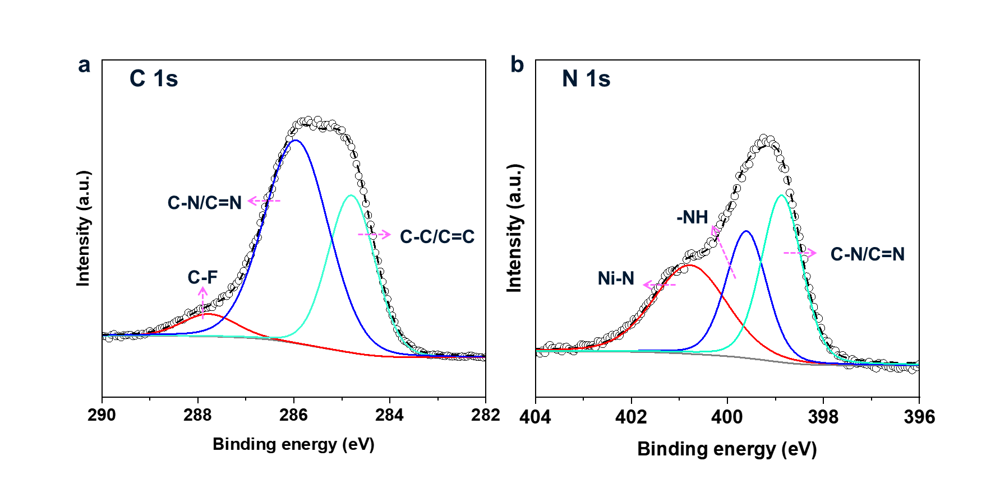 a
C 1s
C-N/C=N
C-C/C=C
C-F
Intensity (a.u.)
290 288 286 284 282
Binding energy (eV)
b
N 1s
-NH
C-N/C=N
Ni-N
Intensity (a.u.)
404 402 400 398 396
Binding energy (eV)